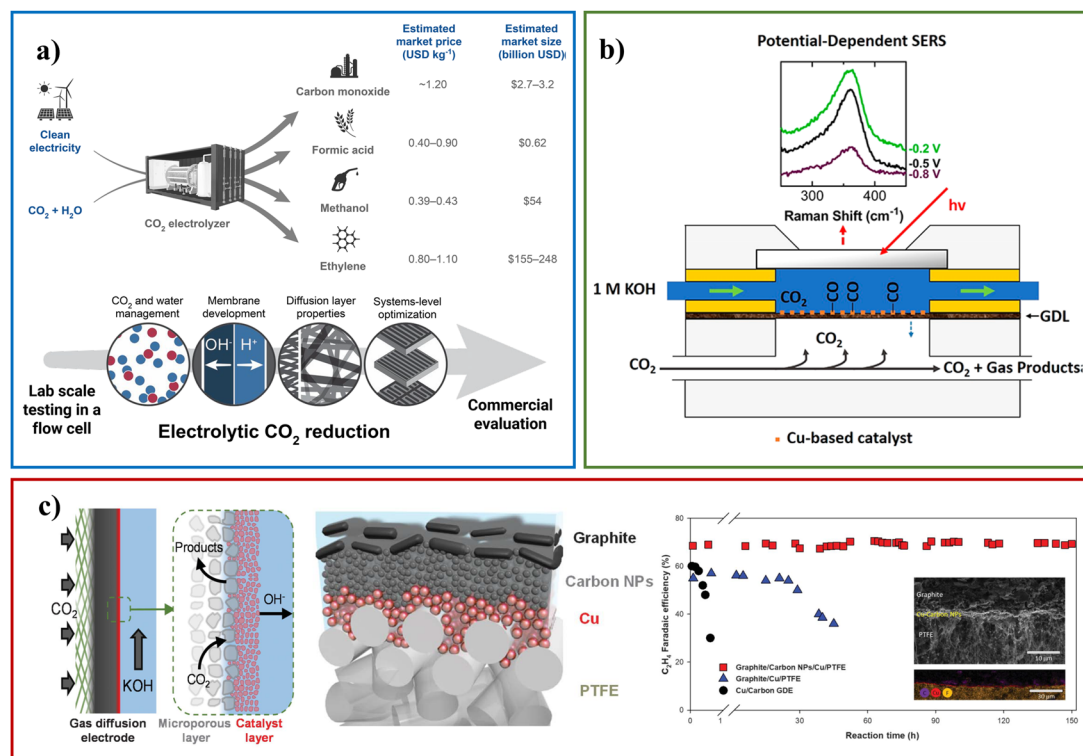 a)
Estimated
market price
(USD kg⁻¹)
Estimated
market size
(billion USD)
Clean
electricity
CO₂ + H₂O
CO₂ electrolyzer
Carbon monoxide
~1.20
$2.7–3.2
Formic acid
0.40–0.90
$0.62
Methanol
0.39–0.43
$54
Ethylene
0.80–1.10
$155–248
CO₂ and water
management
Membrane
development
Diffusion layer
properties
Systems-level
optimization
OH⁻
H⁺
Lab scale
testing in a
flow cell
Electrolytic CO₂ reduction
Commercial
evaluation
b)
Potential-Dependent SERS
-0.2 V
-0.5 V
-0.8 V
300 400
Raman Shift (cm⁻¹)
hν
1 M KOH
CO₂
CO
CO
CO
GDL
CO₂
CO₂
CO₂ + Gas Products
Cu-based catalyst
c)
CO₂
KOH
Products
OH⁻
CO₂
Gas diffusion
electrode
Microporous
layer
Catalyst
layer
Graphite
Carbon NPs
Cu
PTFE
C₂H₄ Faradaic efficiency (%)
80
60
40
20
0
Graphite/Carbon NPs/Cu/PTFE
Graphite/Cu/PTFE
Cu/Carbon GDE
Graphite
Cu/Carbon NPs
PTFE
10 μm
30 μm
0 1 30 60 90 120 150
Reaction time (h)